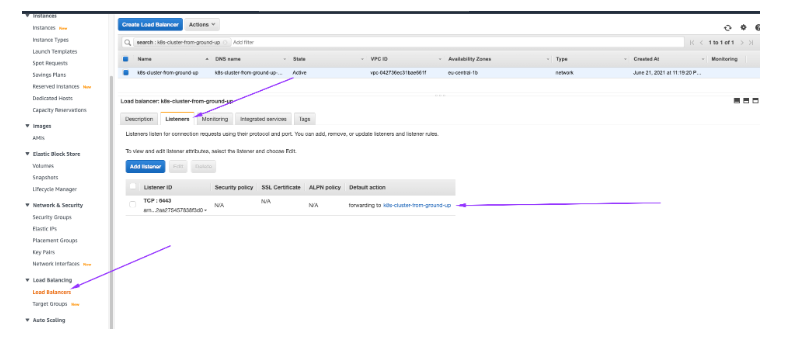 Instances
Instances New
Instance Types
Launch Templates
Spot Requests
Savings Plans
Reserved Instances New
Dedicated Hosts
Capacity Reservations
Images
AMIs
Elastic Block Store
Volumes
Snapshots
Lifecycle Manager
Network & Security
Security Groups
Elastic IPs
Placement Groups
Key Pairs
Network Interfaces New
Load Balancing
Load Balancers
Target Groups New
Auto Scaling
Create Load Balancer Actions
search : k8s-cluster-from-ground-up Add filter
1 to 1 of 1
Name DNS name State VPC ID Availability Zones Type Created At Monitoring
k8s-cluster-from-ground-up k8s-cluster-from-ground-up-... Active eu-central-1b network June 21, 2021 at 11:19:20 P...
Load balancer: k8s-cluster-from-ground-up
Description Listeners Monitoring Integrated services Tags
Listeners listen for connection requests using their protocol and port. You can add, remove, or update listeners and listener rules.
To view and edit listener attributes, select the listener and choose Edit.
Add listener Edit Delete
Listener ID Security policy SSL Certificate ALPN policy Default action
TCP : 6443 N/A N/A N/A forwarding to k8s-cluster-from-ground-up